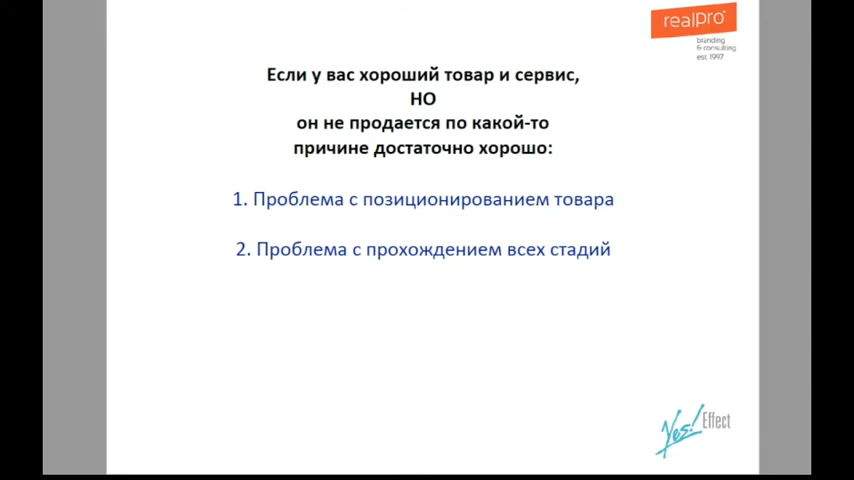 realpro
branding
& consulting
est 1997
Если у вас хороший товар и сервис,
НО
он не продается по какой-то
причине достаточно хорошо:
1. Проблема с позиционированием товара
2. Проблема с прохождением всех стадий
Yes! Effect